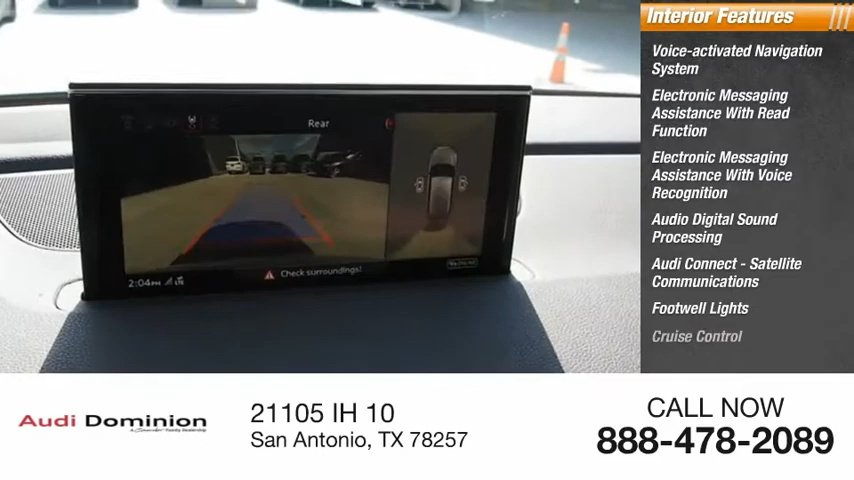 Interior Features
Voice-activated Navigation
System
Electronic Messaging
Assistance With Read
Function
Electronic Messaging
Assistance With Voice
Recognition
Audio Digital Sound
Processing
Audi Connect - Satellite
Communications
Footwell Lights
Cruise Control
Rear
2:04PM LTE
Check surroundings!
Audi Dominion
21105 IH 10
San Antonio, TX 78257
CALL NOW
888-478-2089